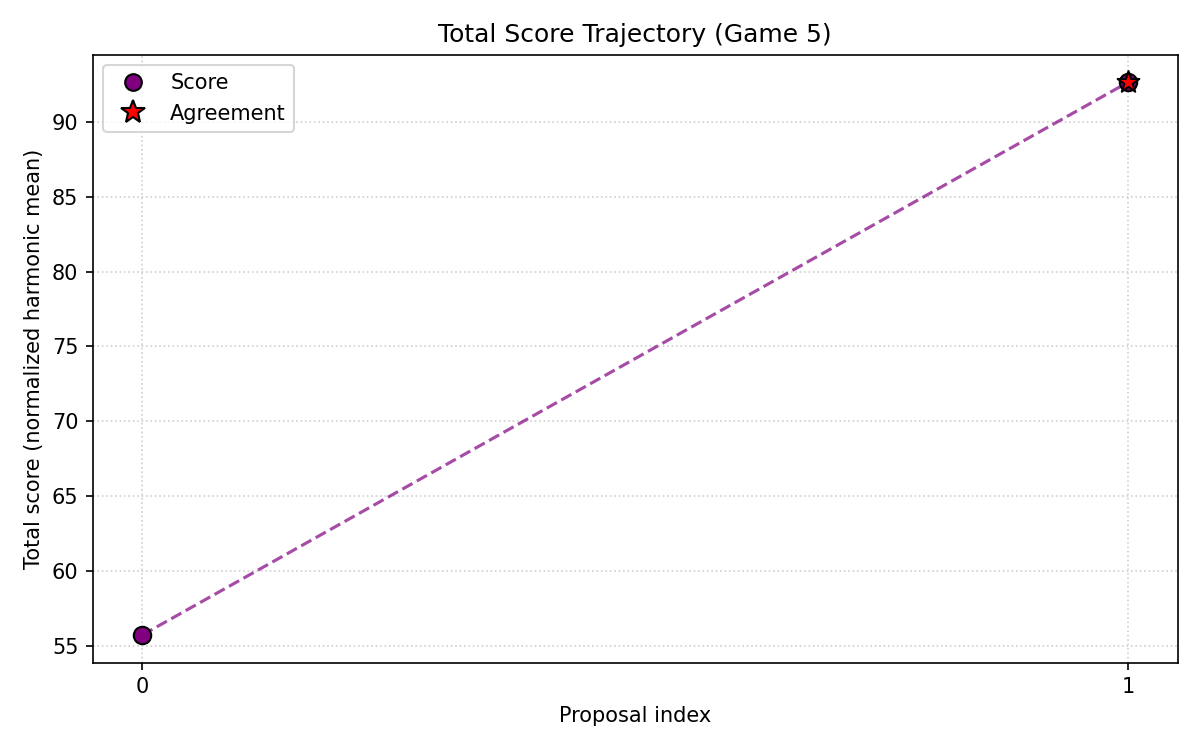 Total Score Trajectory (Game 5)
Score
Agreement
Total score (normalized harmonic mean)
90
85
80
75
70
65
60
55
0
1
Proposal index